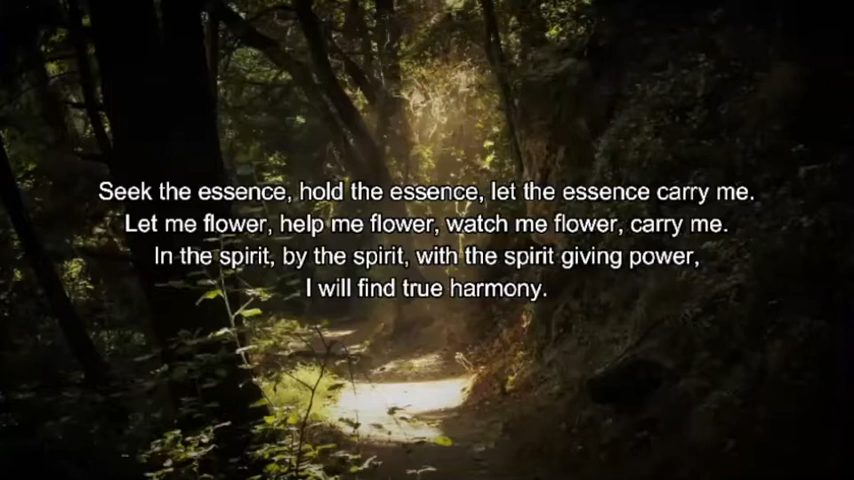 Seek the essence, hold the essence, let the essence carry me.
Let me flower, help me flower, watch me flower, carry me.
In the spirit, by the spirit, with the spirit giving power,
I will find true harmony.